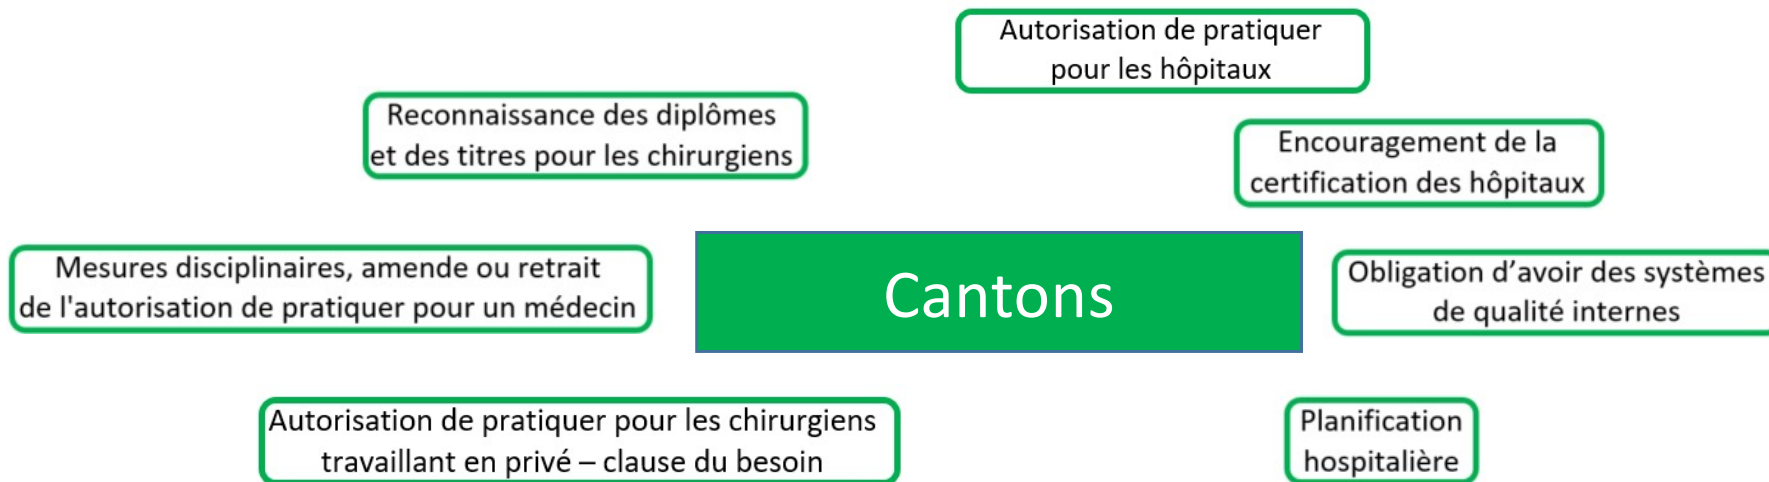 Autorisation de pratiquer
pour les hôpitaux
Reconnaissance des diplômes
et des titres pour les chirurgiens
Encouragement de la
certification des hôpitaux
Mesures disciplinaires, amende ou retrait
de l'autorisation de pratiquer pour un médecin
Cantons
Obligation d’avoir des systèmes
de qualité internes
Autorisation de pratiquer pour les chirurgiens
travaillant en privé – clause du besoin
Planification
hospitalière